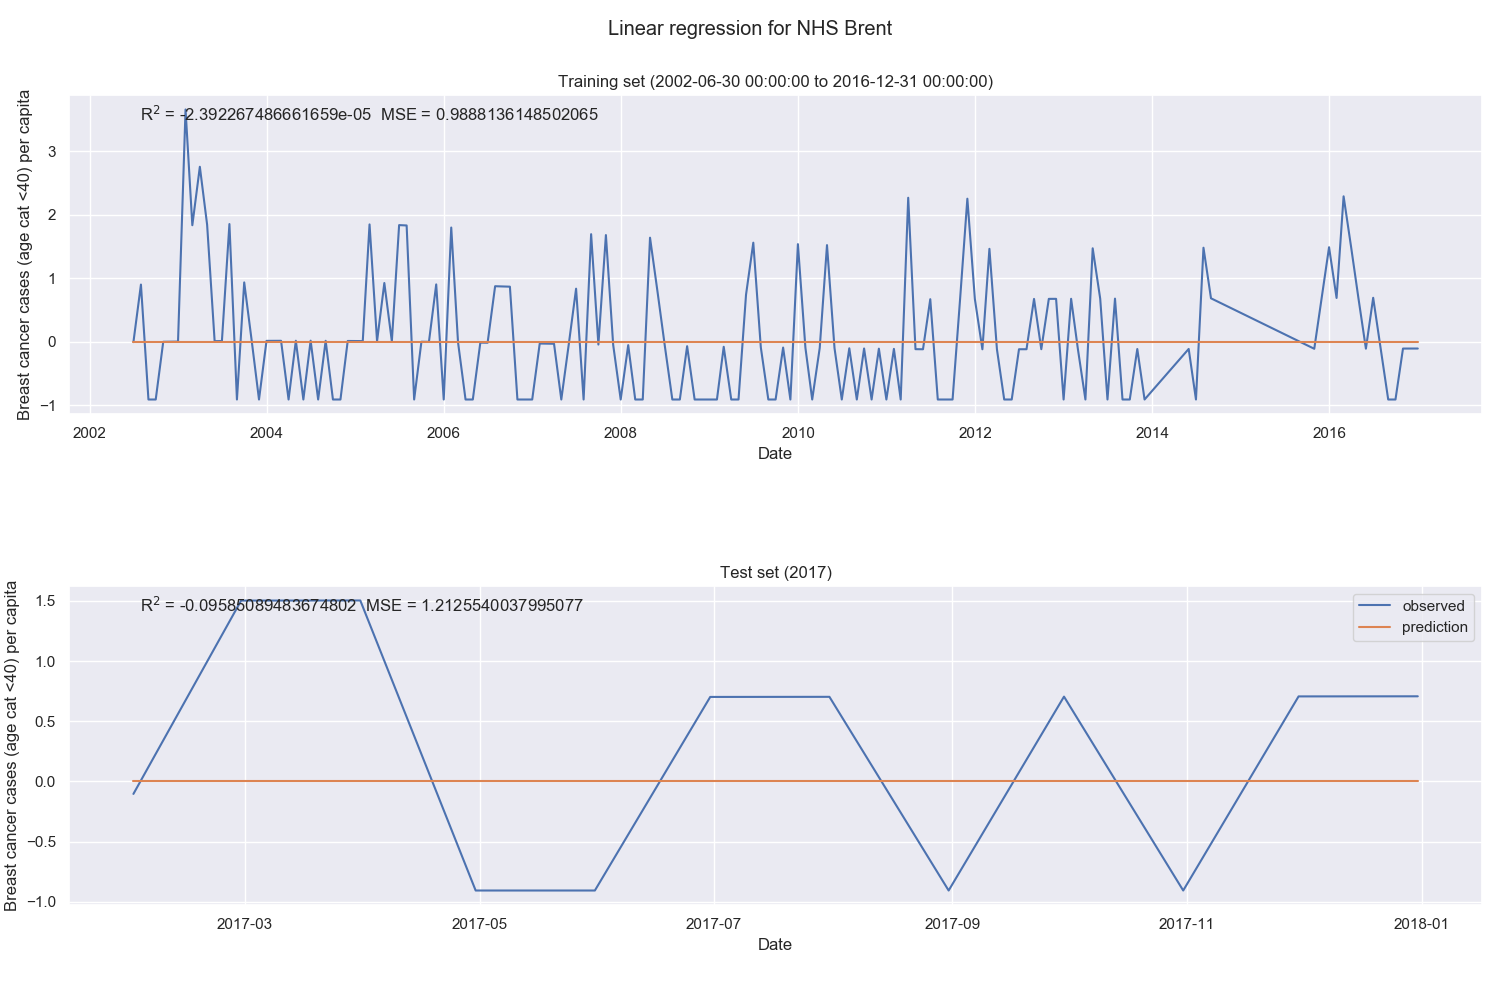 Linear regression for NHS Brent
Training set (2002-06-30 00:00:00 to 2016-12-31 00:00:00)
R² = -2.392267486661659e-05 MSE = 0.9888136148502065
Breast cancer cases (age cat <40) per capita
3
2
1
0
−1
2002 2004 2006 2008 2010 2012 2014 2016
Date
Test set (2017)
R² = -0.09585089483674802 MSE = 1.2125540037995077
observed
prediction
Breast cancer cases (age cat <40) per capita
1.5
1.0
0.5
0.0
−0.5
−1.0
2017-03 2017-05 2017-07 2017-09 2017-11 2018-01
Date